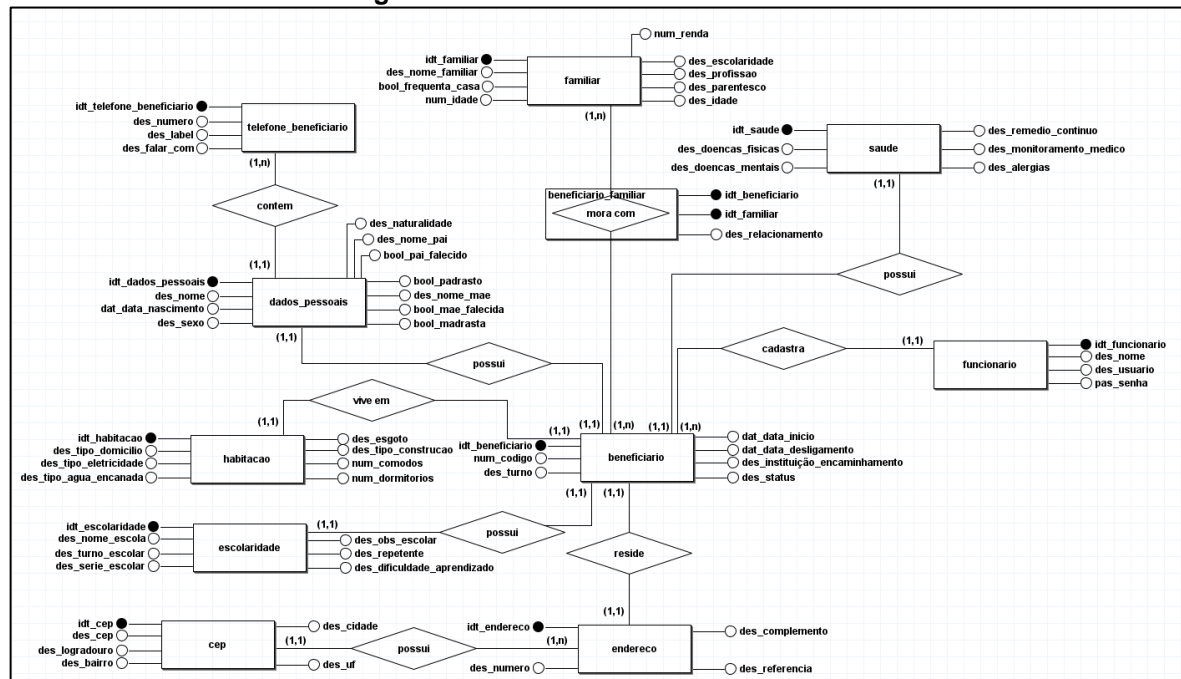 num_renda
idt_familiar
des_nome_familiar
bool_frequenta_casa
num_idade
familiar
des_escolaridade
des_profissao
des_parentesco
des_idade
(1,n)
idt_telefone_beneficiario
des_numero
des_label
des_falar_com
telefone_beneficiario
(1,n)
idt_saude
des_doencas_fisicas
des_doencas_mentais
saude
des_remedio_continuo
des_monitoramento_medico
des_alergias
(1,1)
contem
beneficiario_familiar
mora com
idt_beneficiario
idt_familiar
des_relacionamento
des_naturalidade
des_nome_pai
bool_pai_falecido
(1,1)
idt_dados_pessoais
des_nome
dat_data_nascimento
des_sexo
dados_pessoais
bool_padrasto
des_nome_mae
bool_mae_falecida
bool_madrasta
(1,1)
possui
possui
cadastra
(1,1)
funcionario
idt_funcionario
des_nome
des_usuario
pas_senha
vive em
(1,1)
idt_habitacao
des_tipo_domicilio
des_tipo_eletricidade
des_tipo_agua_encanada
habitacao
des_esgoto
des_tipo_construcao
num_comodos
num_dormitorios
(1,1)
(1,1)
(1,n)
(1,1)
(1,n)
idt_beneficiario
num_codigo
des_turno
beneficiario
dat_data_inicio
dat_data_desligamento
des_instituição_encaminhamento
des_status
(1,1)
(1,1)
idt_escolaridade
des_nome_escola
des_turno_escolar
des_serie_escolar
escolaridade
(1,1)
des_obs_escolar
des_repetente
des_dificuldade_aprendizado
possui
reside
idt_cep
des_cep
des_logradouro
des_bairro
cep
des_cidade
des_uf
(1,1)
possui
(1,n)
(1,1)
idt_endereco
des_numero
endereco
des_complemento
des_referencia